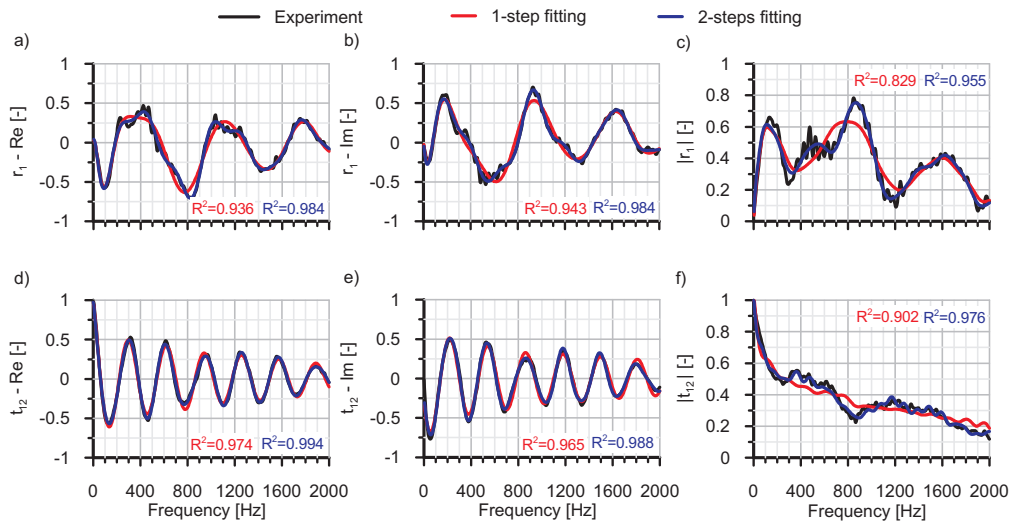 Experiment 1-step fitting 2-steps fitting
a) b) c)
r1 - Re [-]
1
0.5
0
-0.5
-1
R2=0.936 R2=0.984
r1 - Im [-]
1
0.5
0
-0.5
-1
R2=0.943 R2=0.984
|r1| [-]
1
0.8
0.6
0.4
0.2
0
R2=0.829 R2=0.955
d) e) f)
t12 - Re [-]
1
0.5
0
-0.5
-1
R2=0.974 R2=0.994
0 400 800 1200 1600 2000
Frequency [Hz]
t12 - Im [-]
1
0.5
0
-0.5
-1
R2=0.965 R2=0.988
0 400 800 1200 1600 2000
Frequency [Hz]
|t12| [-]
1
0.8
0.6
0.4
0.2
0
R2=0.902 R2=0.976
0 400 800 1200 1600 2000
Frequency [Hz]